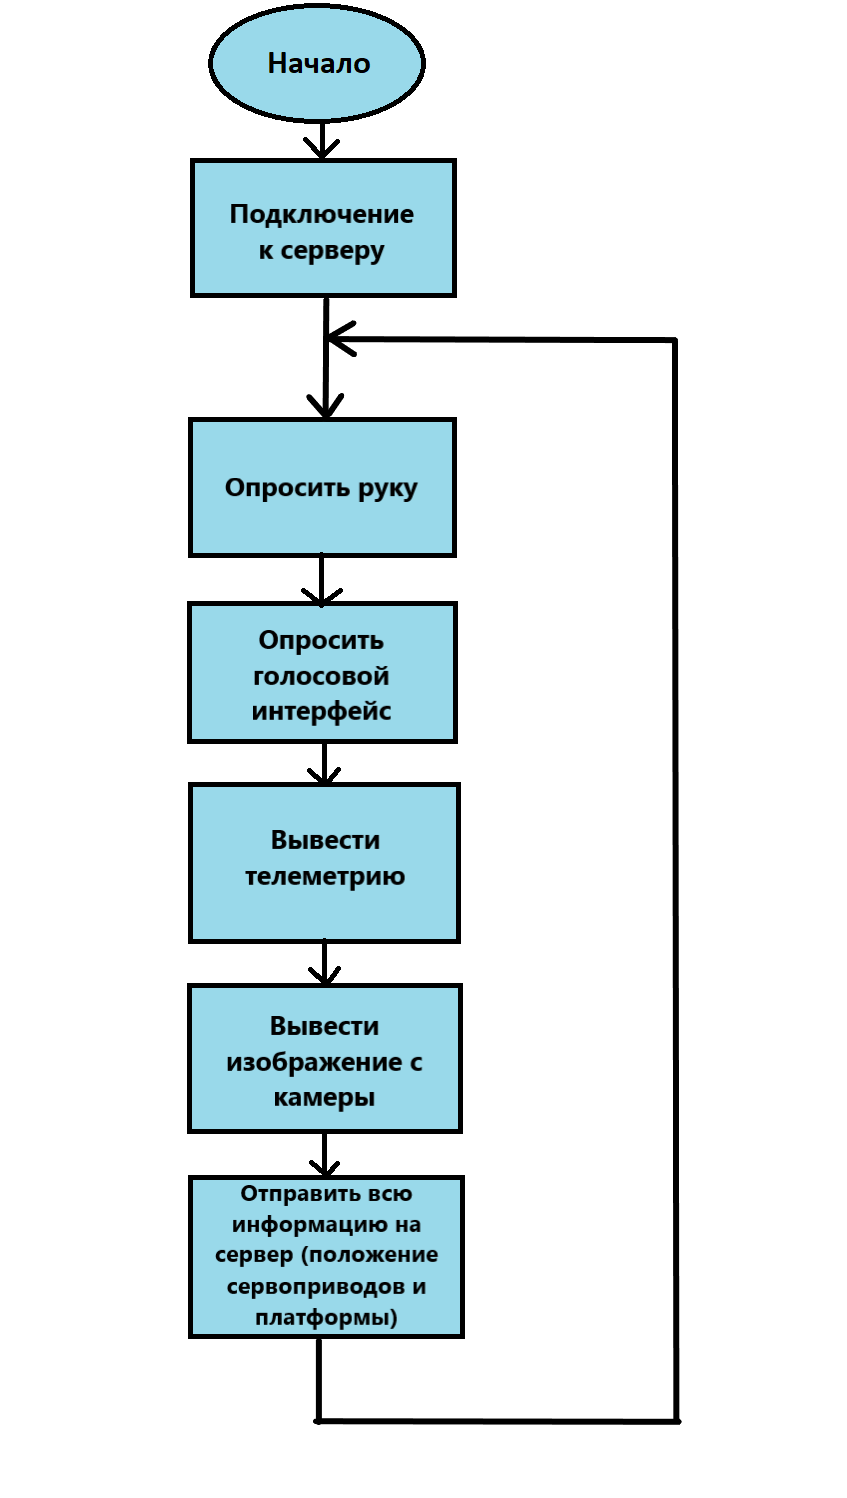 Начало
Подключение
к серверу
Опросить руку
Опросить
голосовой
интерфейс
Вывести
телеметрию
Вывести
изображение с
камеры
Отправить всю
информацию на
сервер (положение
сервоприводов и
платформы)